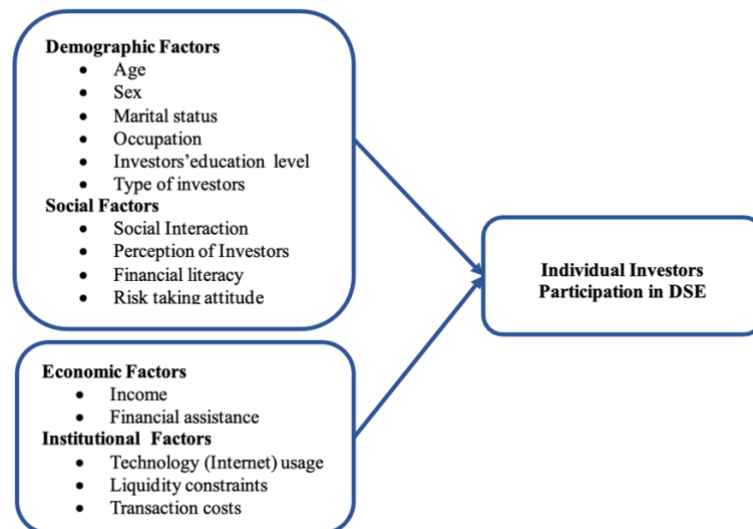 Demographic Factors
• Age
• Sex
• Marital status
• Occupation
• Investors'education level
• Type of investors
Social Factors
• Social Interaction
• Perception of Investors
• Financial literacy
• Risk taking attitude
Individual Investors
Participation in DSE
Economic Factors
• Income
• Financial assistance
Institutional Factors
• Technology (Internet) usage
• Liquidity constraints
• Transaction costs